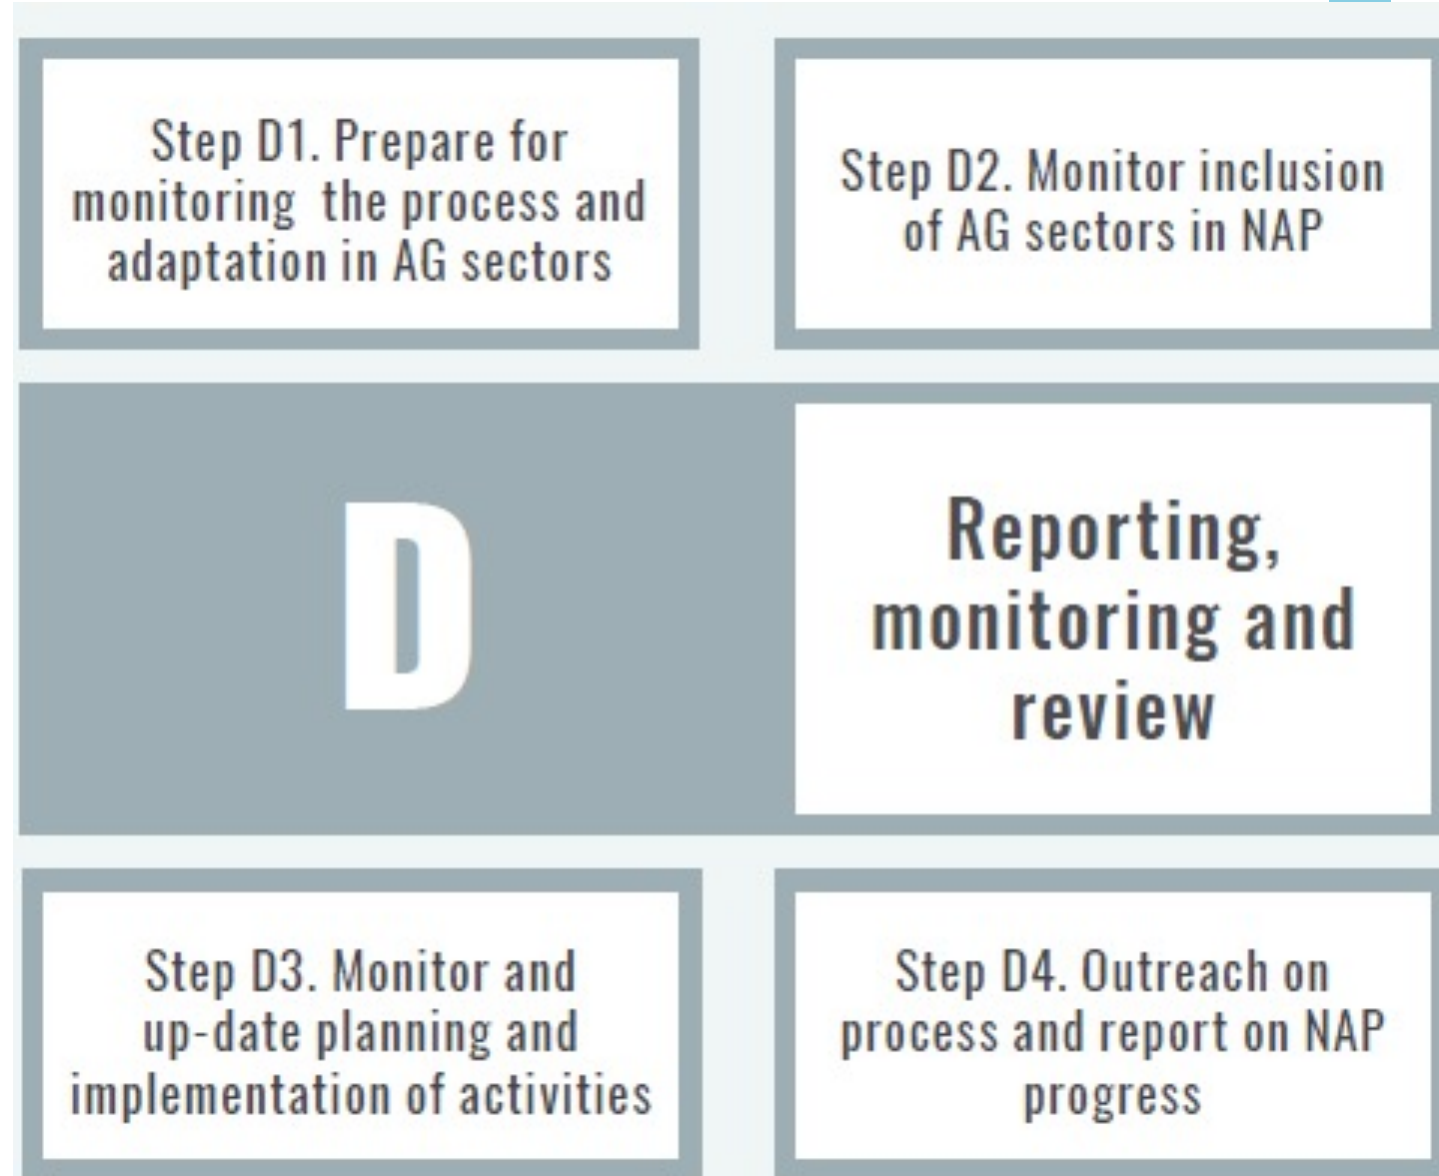 Step D1. Prepare for
monitoring the process and
adaptation in AG sectors
Step D2. Monitor inclusion
of AG sectors in NAP
D
Reporting,
monitoring and
review
Step D3. Monitor and
up-date planning and
implementation of activities
Step D4. Outreach on
process and report on NAP
progress